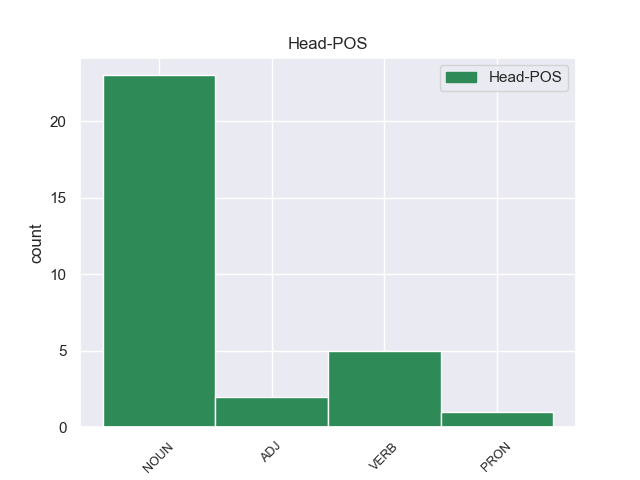 Head-POS
Head-POS
20
15
10
5
0
count
NOUN
ADJ
VERB
PRON